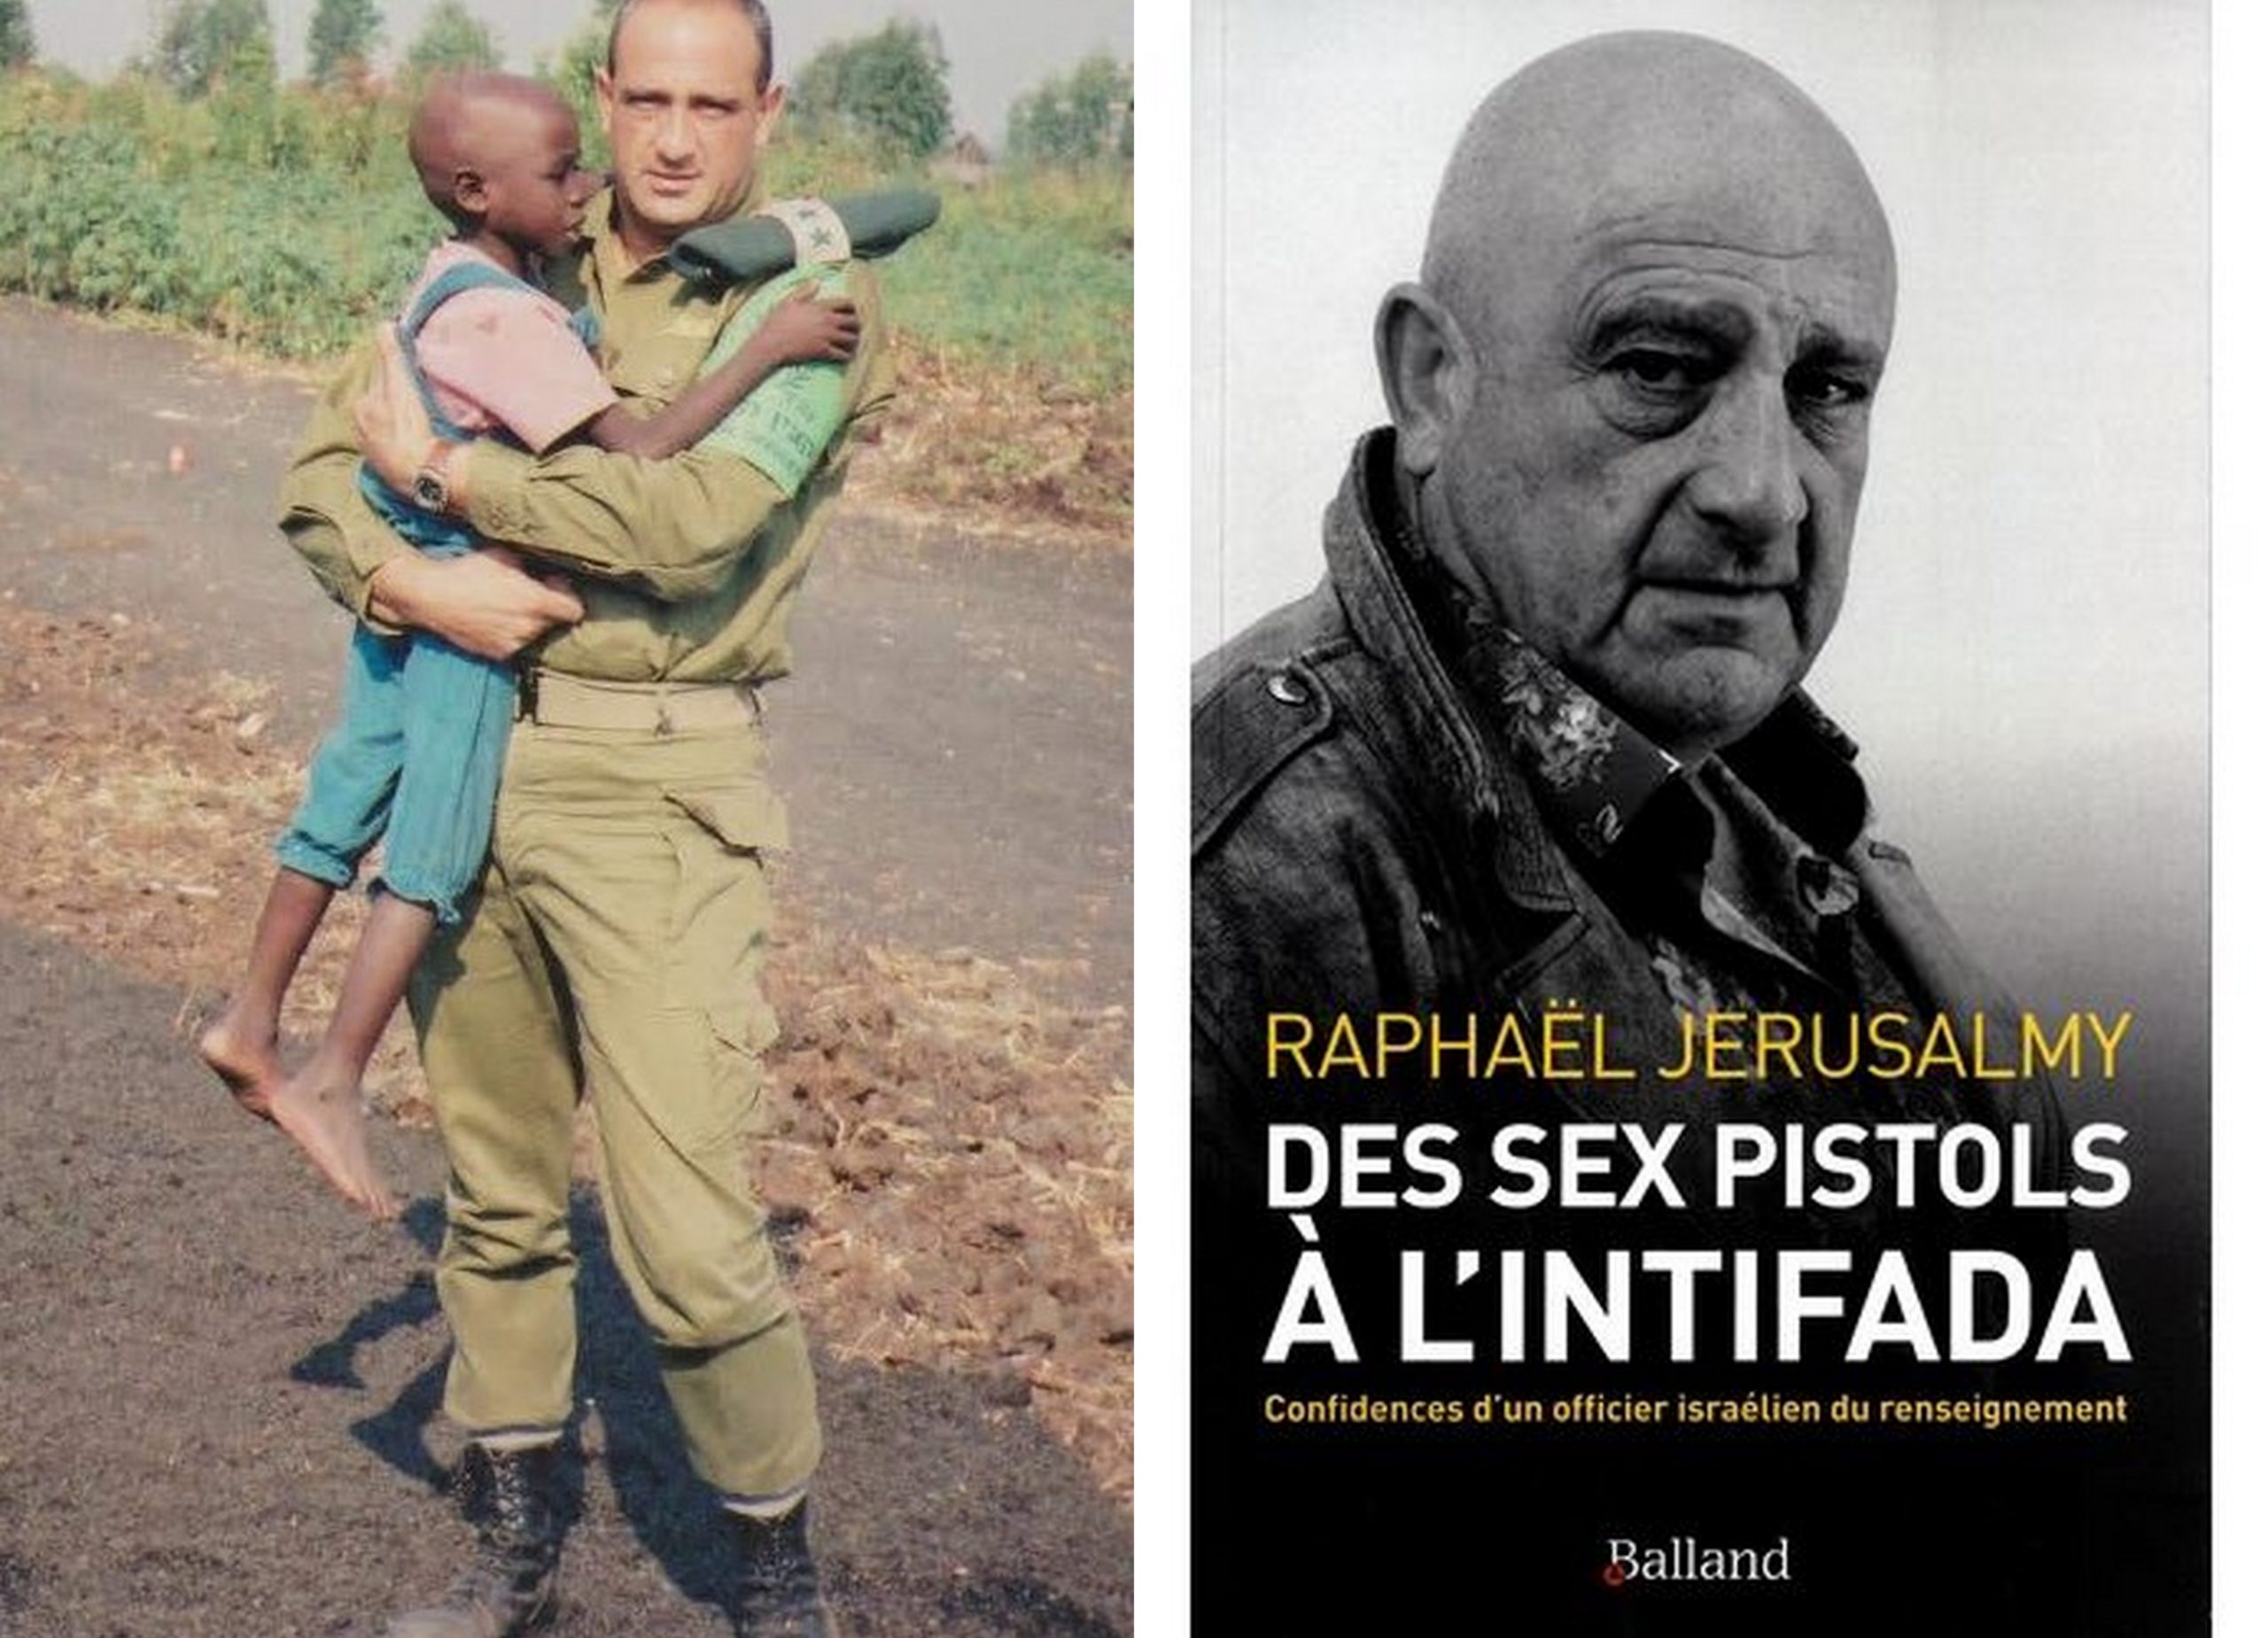 RAPHAËL JERUSALMY
DES SEX PISTOLS
À L'INTIFADA
Confidences d'un officier israélien du renseignement
Balland